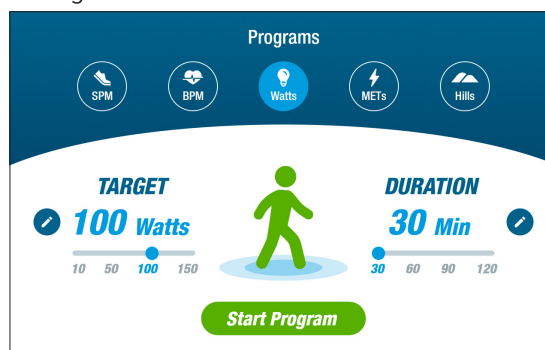 Programs
SPM
BPM
Watts
METs
Hills
TARGET
100 Watts
10 50 100 150
DURATION
30 Min
30 60 90 120
Start Program